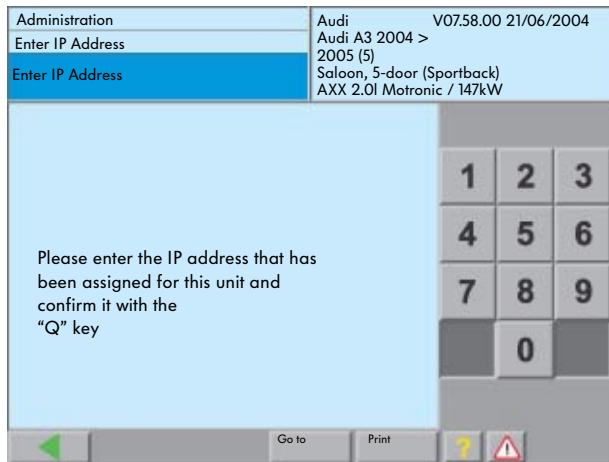 Administration
Enter IP Address
Enter IP Address
Audi V07.58.00 21/06/2004
Audi A3 2004 >
2005 (5)
Saloon, 5-door (Sportback)
AXX 2.0l Motronic / 147kW
Please enter the IP address that has
been assigned for this unit and
confirm it with the
“Q” key
1 2 3
4 5 6
7 8 9
0
Go to Print ?